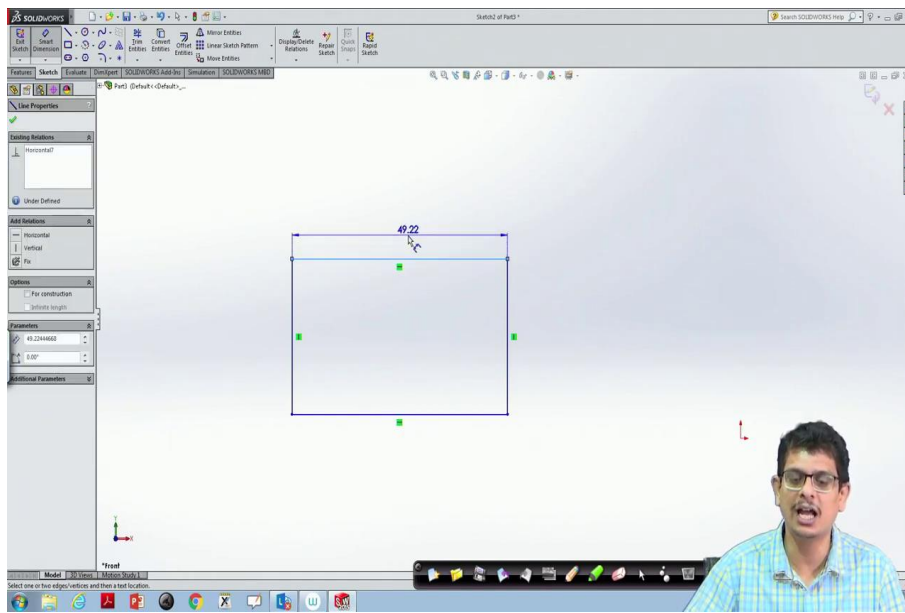 SOLIDWORKS
Sketch2 of Part3 *
Search SOLIDWORKS Help
Exit Sketch
Smart Dimension
Trim Entities
Convert Entities
Offset Entities
Mirror Entities
Linear Sketch Pattern
Move Entities
Display/Delete Relations
Repair Sketch
Quick Snaps
Rapid Sketch
Features Sketch Evaluate DimXpert SOLIDWORKS Add-Ins Simulation SOLIDWORKS MBD
Part3 (Default<<Default>_...
Line Properties ?
Existing Relations
Horizontal7
Under Defined
Add Relations
Horizontal
Vertical
Fix
Options
For construction
Infinite length
Parameters
49.22444668
0.00°
Additional Parameters
49.22
Y
X
*Front
Model 3D Views Motion Study 1
Select one or two edges/vertices and then a text location.